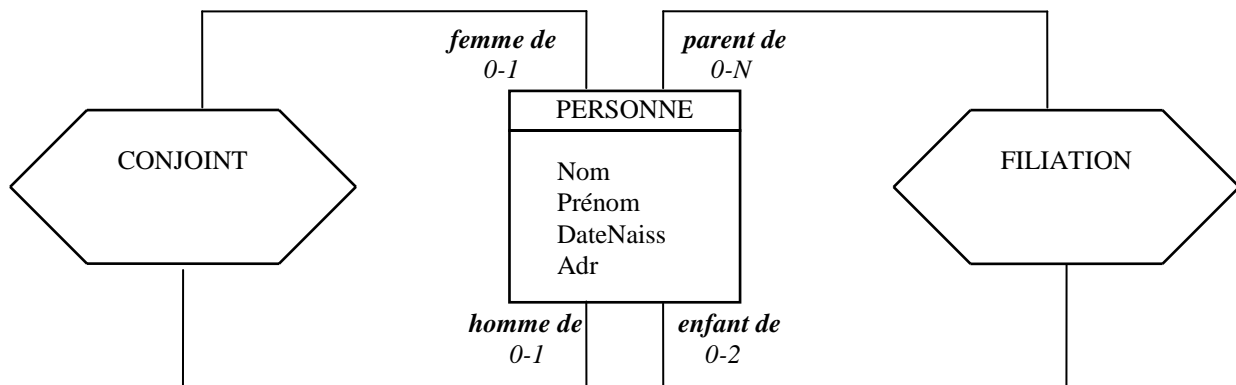 femme de
0-1
parent de
0-N
PERSONNE
CONJOINT
Nom
Prénom
DateNaiss
Adr
FILIATION
homme de
0-1
enfant de
0-2